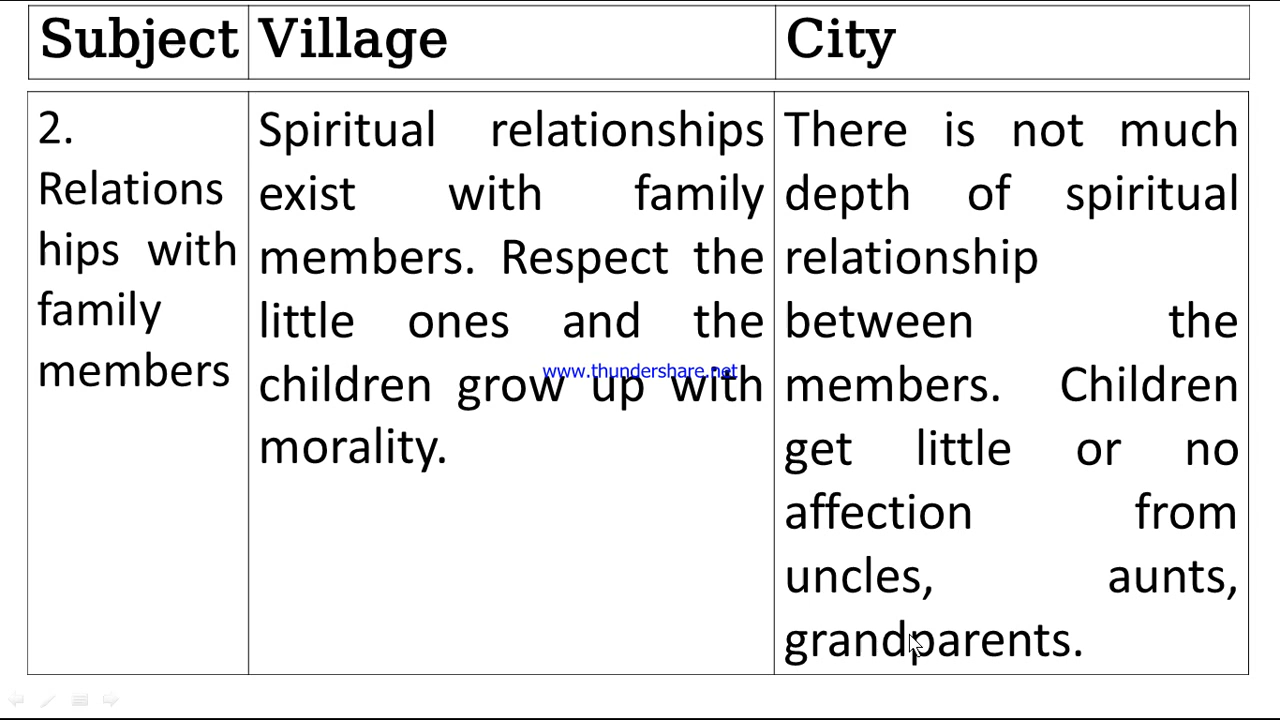 Subject Village City
2.
Relations
hips with
family
members
Spiritual relationships
exist with family
members. Respect the
little ones and the
children grow up with
morality.
www.thundershare.net
There is not much
depth of spiritual
relationship
between the
members. Children
get little or no
affection from
uncles, aunts,
grandparents.